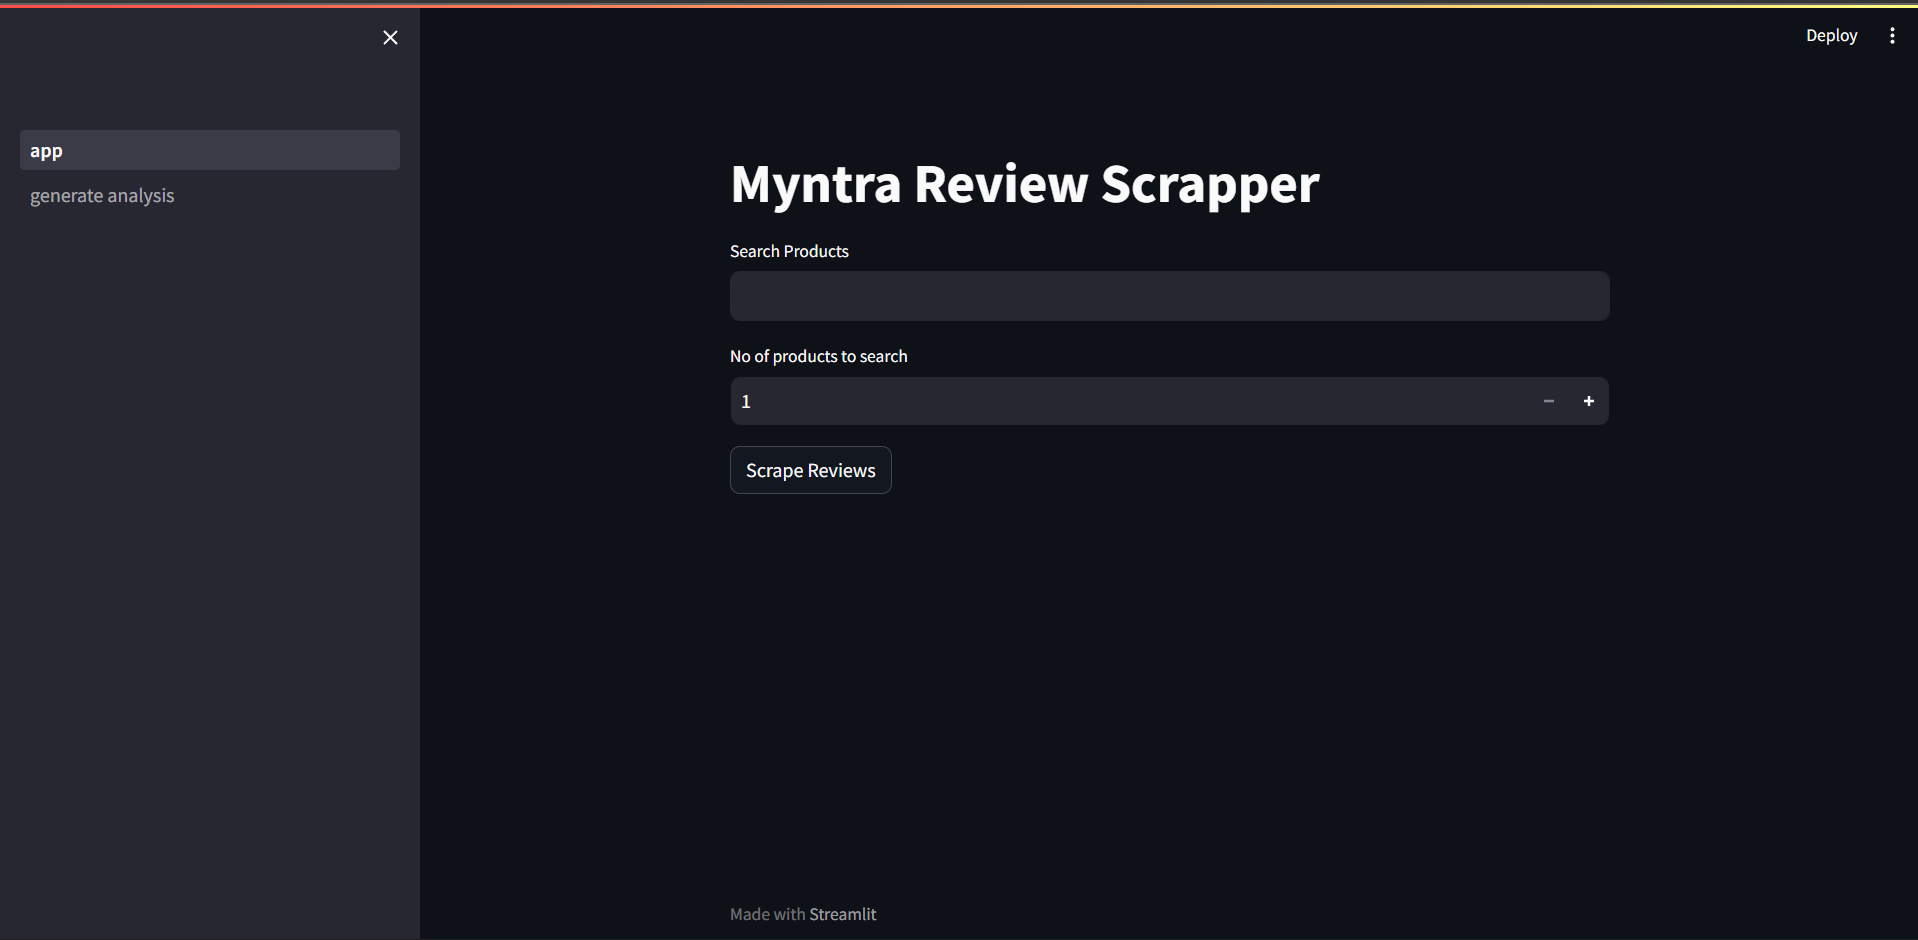 Deploy
app
generate analysis
Myntra Review Scrapper
Search Products
No of products to search
1
Scrape Reviews
Made with Streamlit